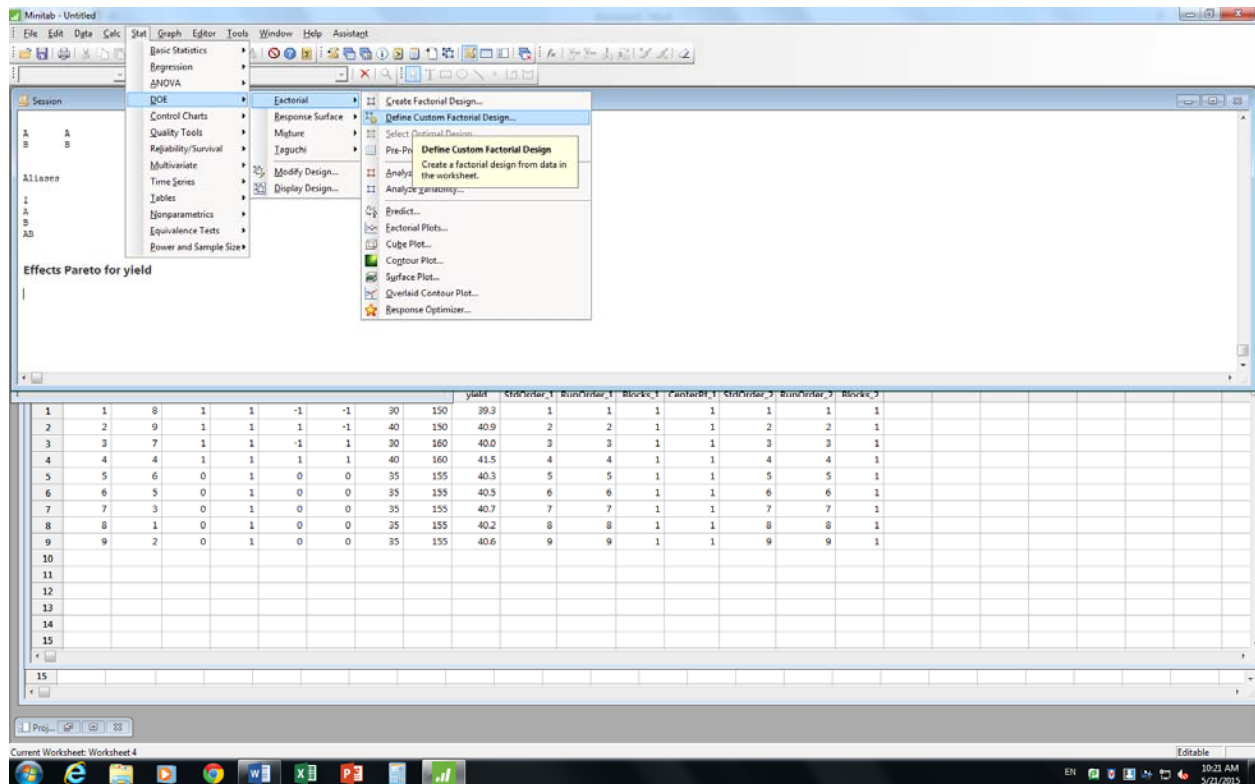 Minitab - Untitled
File Edit Data Calc Stat Graph Editor Tools Window Help Assistant
Session
A A
B B
Aliases
I
A
B
AB
Effects Pareto for yield
Basic Statistics
Regression
ANOVA
DOE
Control Charts
Quality Tools
Reliability/Survival
Multivariate
Time Series
Tables
Nonparametrics
Equivalence Tests
Power and Sample Size
Factorial
Response Surface
Mixture
Taguchi
Modify Design...
Display Design...
Create Factorial Design...
Define Custom Factorial Design...
Select Optimal Design...
Pre-Pr
Analyz
Analyze Variability...
Predict...
Factorial Plots...
Cube Plot...
Contour Plot...
Surface Plot...
Overlaid Contour Plot...
Response Optimizer...
Define Custom Factorial Design
Create a factorial design from data in
the worksheet.
yield StdOrder_1 RunOrder_1 Blocks_1 CenterPt_1 StdOrder_2 RunOrder_2 Blocks_2
1 1 8 1 1 -1 -1 30 150 39.3 1 1 1 1 1 1 1
2 2 9 1 1 1 -1 40 150 40.9 2 2 1 1 2 2 1
3 3 7 1 1 -1 1 30 160 40.0 3 3 1 1 3 3 1
4 4 4 1 1 1 1 40 160 41.5 4 4 1 1 4 4 1
5 5 6 0 1 0 0 35 155 40.3 5 5 1 1 5 5 1
6 6 5 0 1 0 0 35 155 40.5 6 6 1 1 6 6 1
7 7 3 0 1 0 0 35 155 40.7 7 7 1 1 7 7 1
8 8 1 0 1 0 0 35 155 40.2 8 8 1 1 8 8 1
9 9 2 0 1 0 0 35 155 40.6 9 9 1 1 9 9 1
10
11
12
13
14
15
15
Proj...
Current Worksheet: Worksheet 4
Editable
EN
10:21 AM
5/21/2015